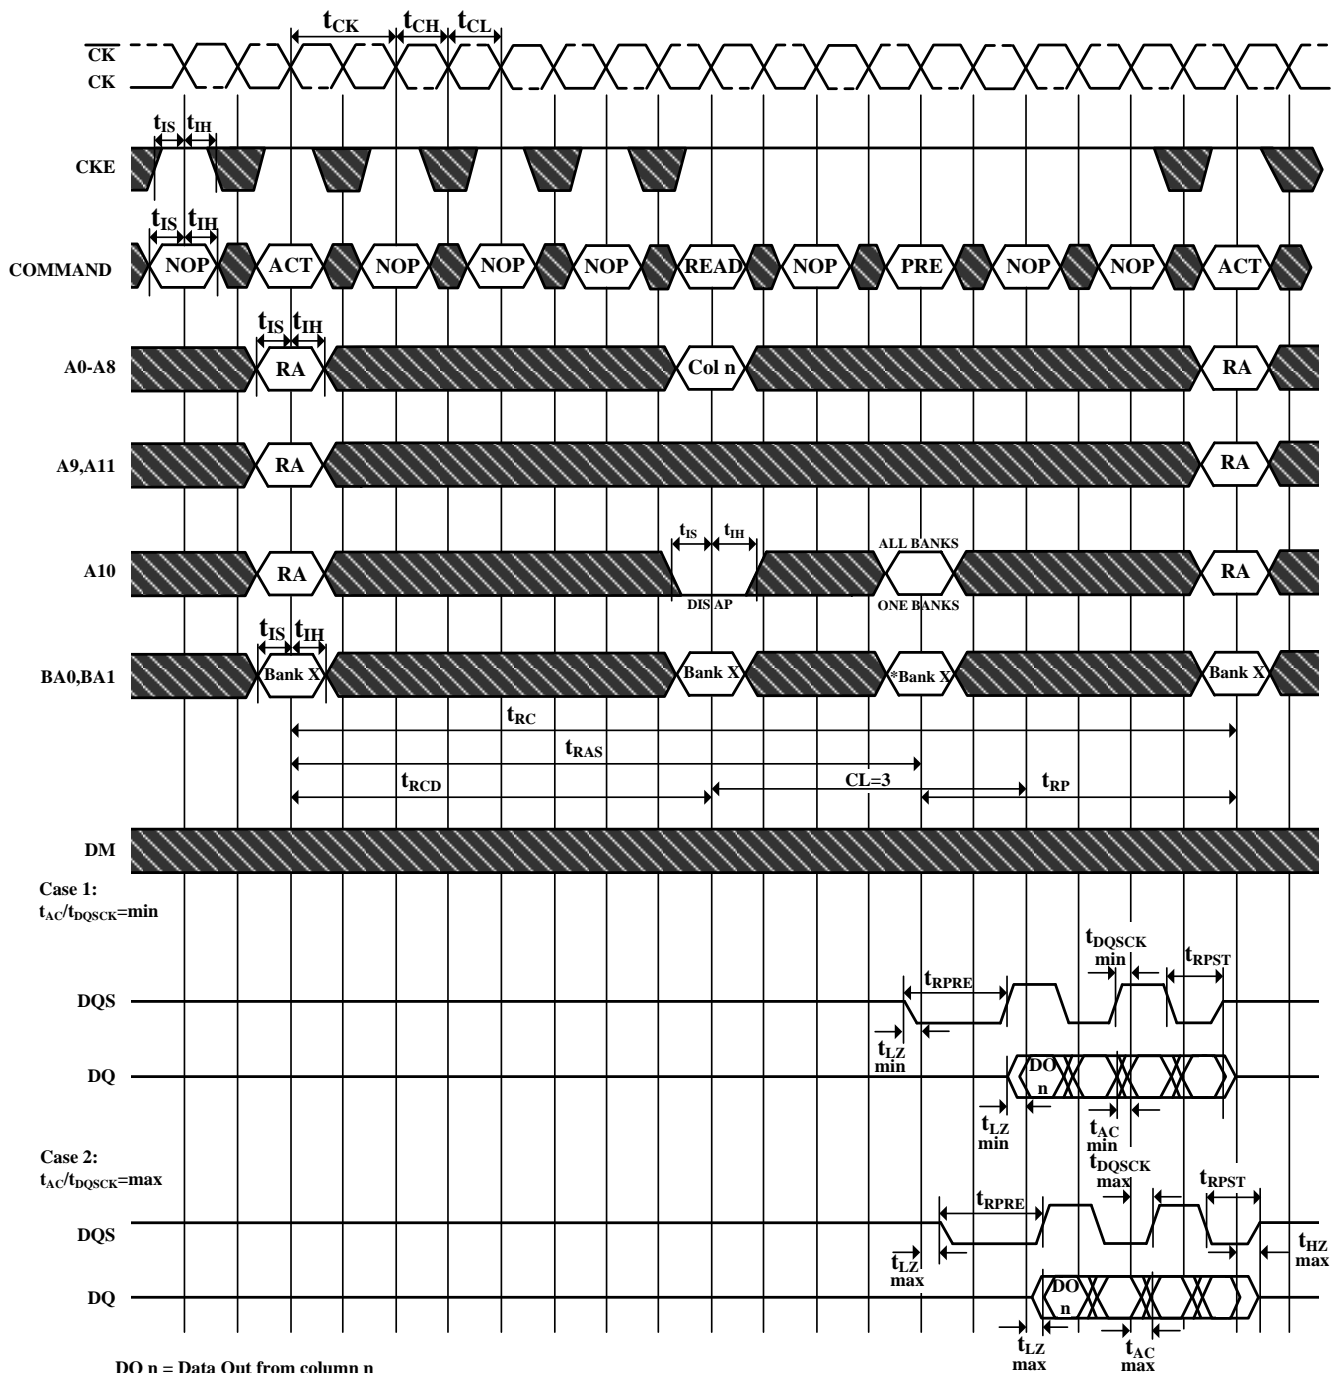 tCK tCH tCL
CK
CK
tIS tIH
CKE
tIS tIH
COMMAND NOP ACT NOP NOP NOP READ NOP PRE NOP NOP ACT
tIS tIH
A0-A8 RA Col n RA
A9,A11 RA RA
tIS tIH ALL BANKS
A10 RA RA
DIS AP ONE BANKS
tIS tIH
BA0,BA1 Bank X Bank X *Bank X Bank X
tRC
tRAS
tRCD CL=3 tRP
DM
Case 1:
tAC/tDQSCK=min
tDQSCK
min
tRPST
tRPRE
DQS
tLZ
min
DQ DO
n
tLZ
min
tAC
min
Case 2:
tAC/tDQSCK=max
tDQSCK
max
tRPST
tRPRE
DQS
tLZ
max
tHZ
max
DQ DO
n
tLZ
max
tAC
max
DO n = Data Out from column n